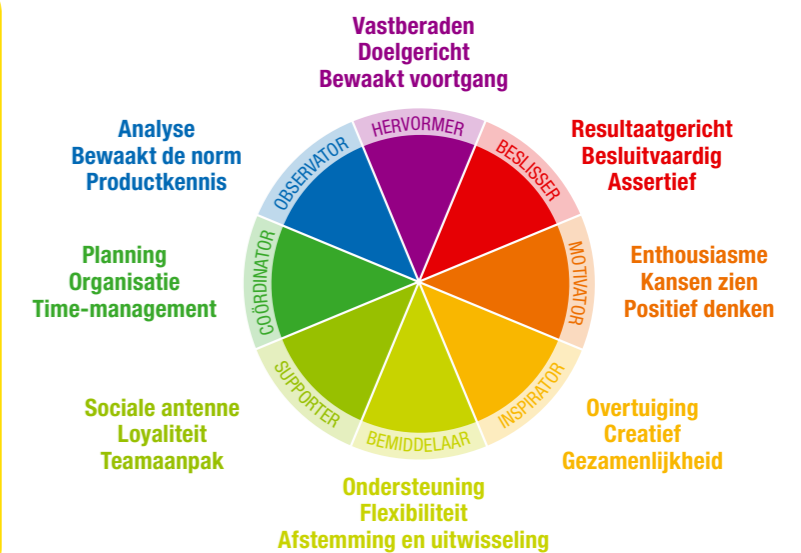 Vastberaden
Doelgericht
Bewaakt voortgang
HERVORMER
Resultaatgericht
Besluitvaardig
Assertief
BESLISSER
Enthousiasme
Kansen zien
Positief denken
MOTIVATOR
Overtuiging
Creatief
Gezamenlijkheid
INSPIRATOR
Ondersteuning
Flexibiliteit
Afstemming en uitwisseling
BEMIDDELAAR
Sociale antenne
Loyaliteit
Teamaanpak
SUPPORTER
Planning
Organisatie
Time-management
COÖRDINATOR
Analyse
Bewaakt de norm
Productkennis
OBSERVATOR